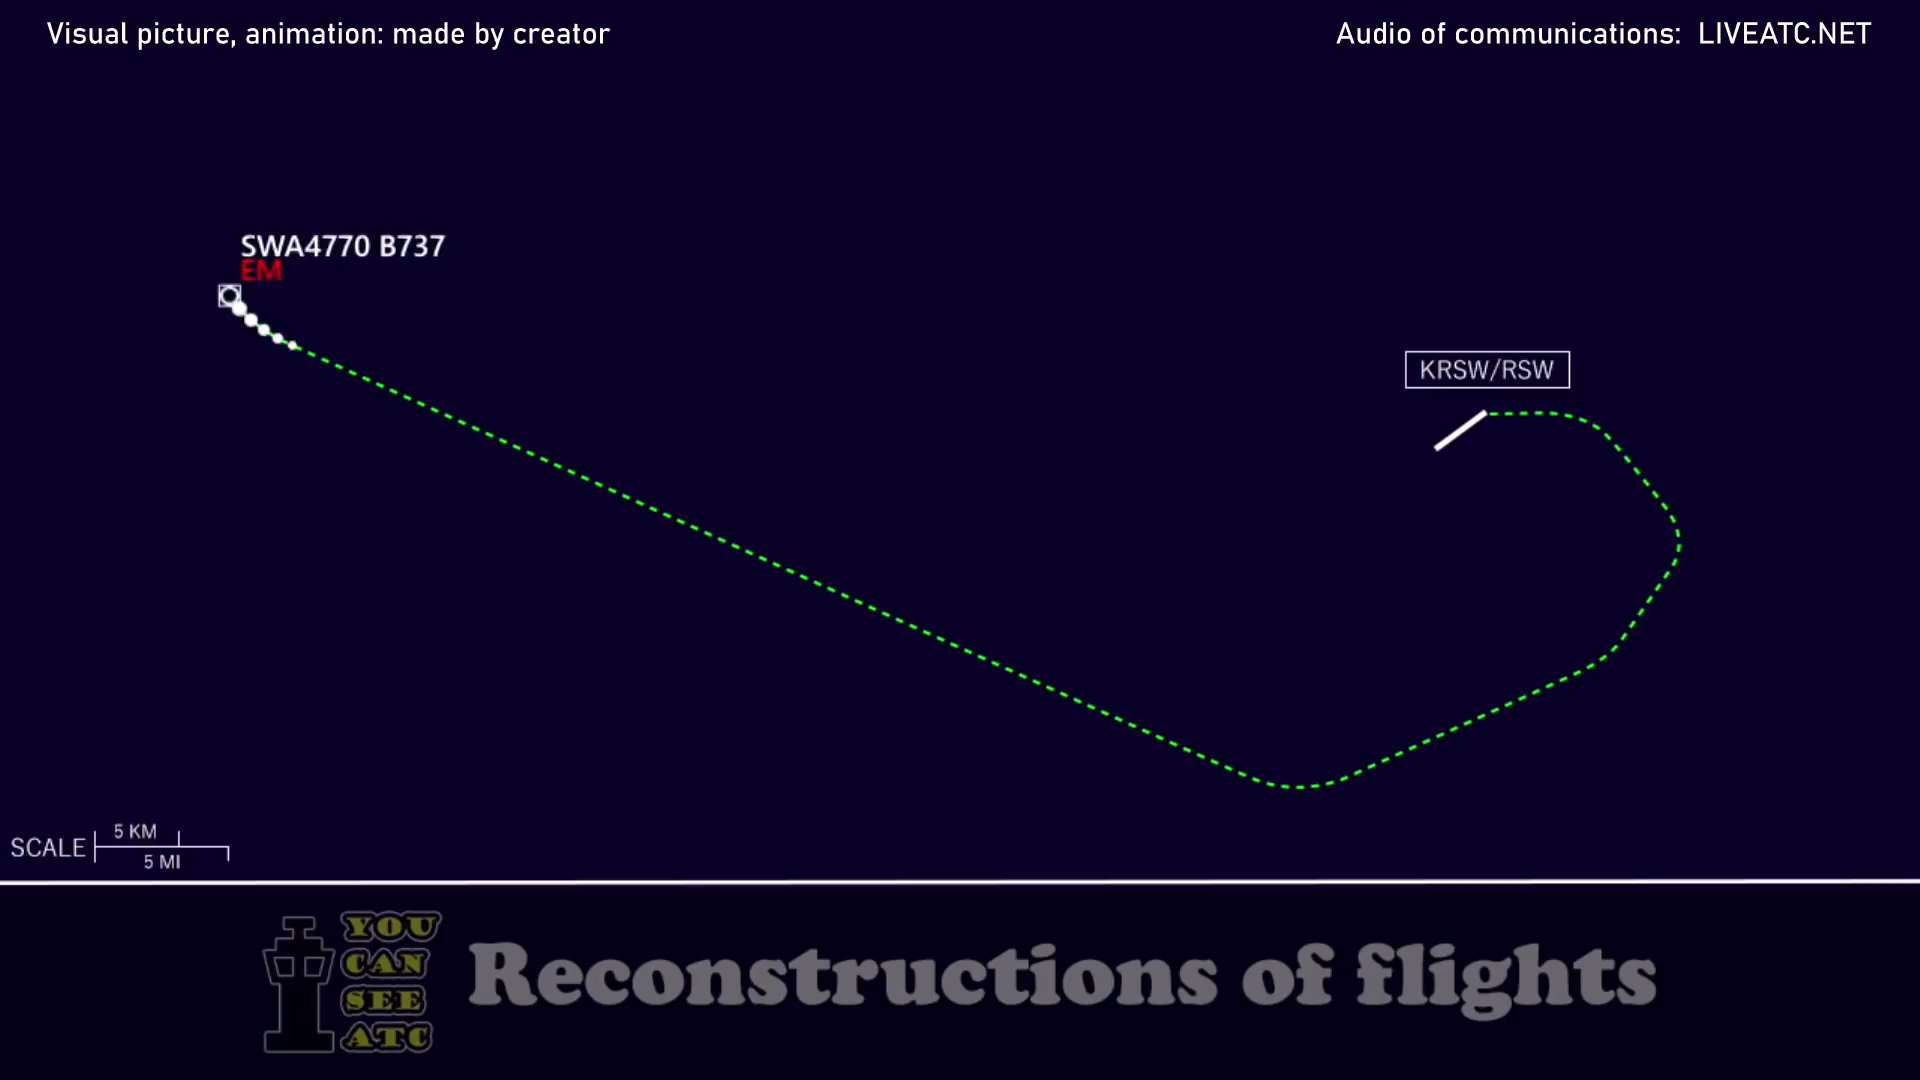 Visual picture, animation: made by creator
Audio of communications: LIVEATC.NET
SWA4770 B737
EM
KRSW/RSW
5 KM
SCALE
5 MI
YOU
CAN
SEE
ATC
Reconstructions of flights